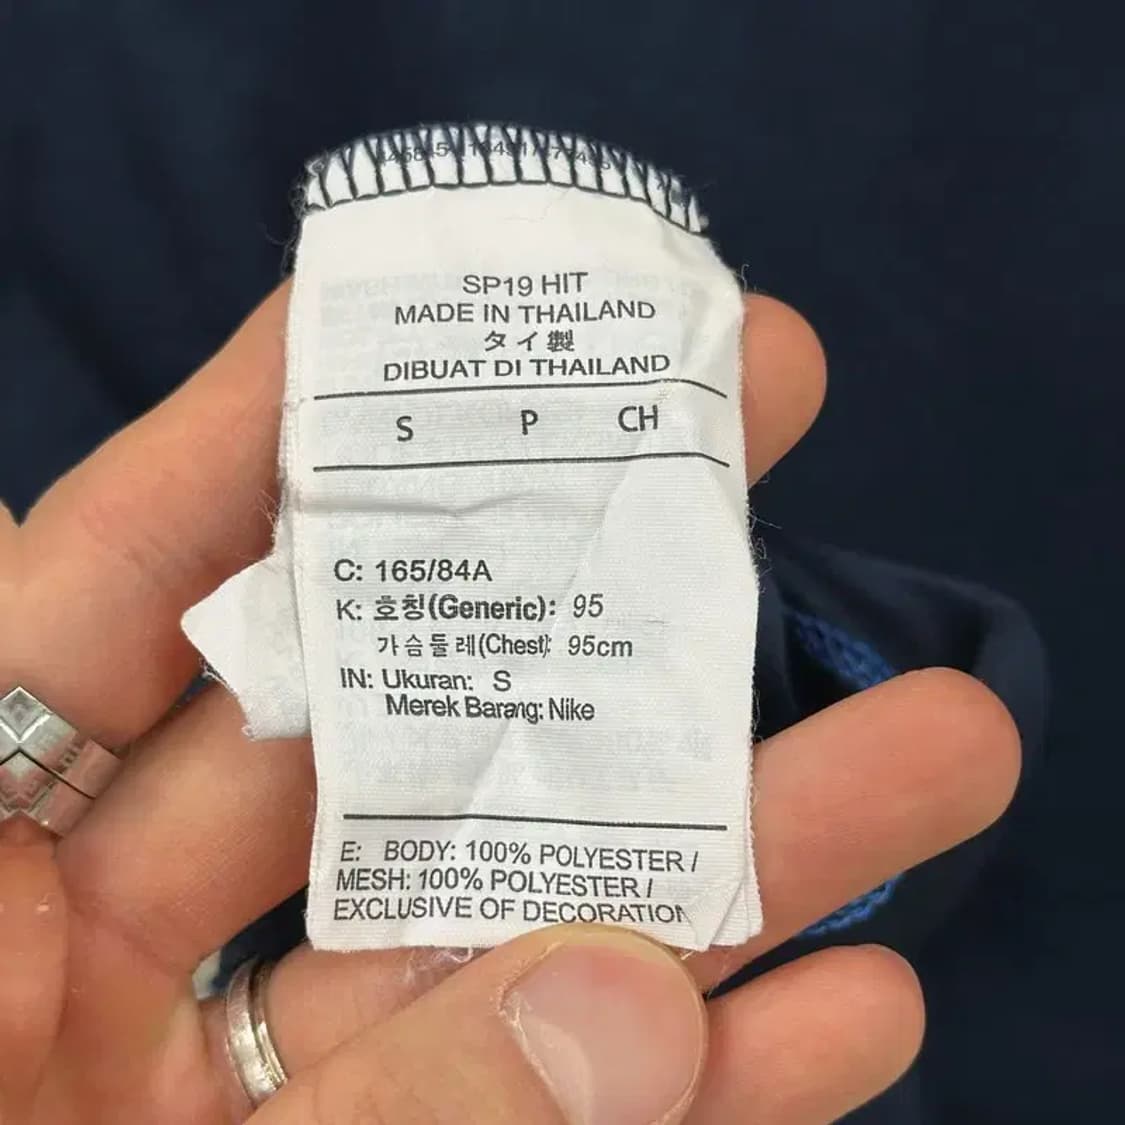 SP19 HIT
MADE IN THAILAND
タイ製
DIBUAT DI THAILAND
S P CH
C: 165/84A
K: 호칭(Generic): 95
가슴둘레(Chest): 95cm
IN: Ukuran: S
Merek Barang: Nike
E: BODY: 100% POLYESTER /
MESH: 100% POLYESTER /
EXCLUSIVE OF DECORATION